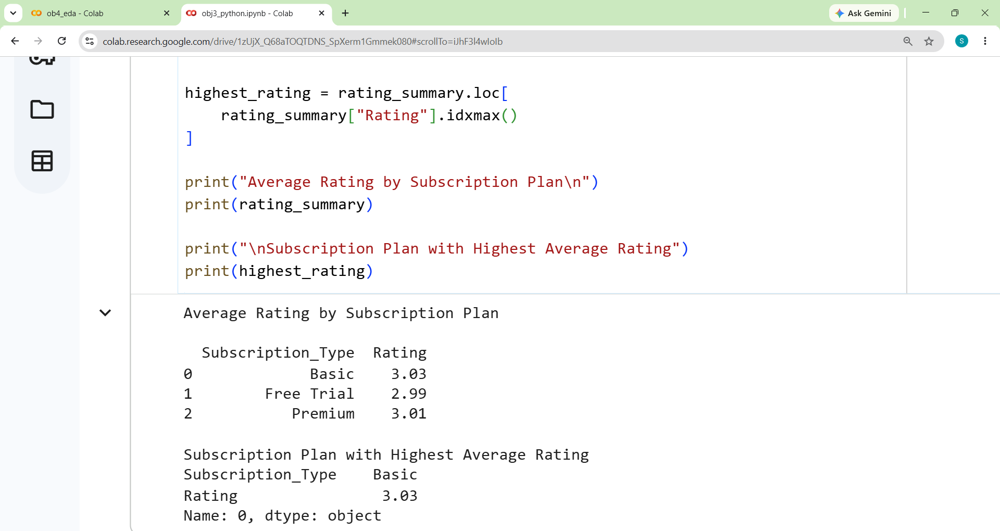 ob4_eda - Colab
obj3_python.ipynb - Colab
Ask Gemini
colab.research.google.com/drive/1zUjX_Q68aTOQTDNS_SpXerm1Gmmek080#scrollTo=iJhF3l4wIoIb
S
highest_rating = rating_summary.loc[
    rating_summary["Rating"].idxmax()
]
print("Average Rating by Subscription Plan\n")
print(rating_summary)
print("\nSubscription Plan with Highest Average Rating")
print(highest_rating)
Average Rating by Subscription Plan
  Subscription_Type  Rating
0             Basic    3.03
1        Free Trial    2.99
2           Premium    3.01
Subscription Plan with Highest Average Rating
Subscription_Type    Basic
Rating                3.03
Name: 0, dtype: object